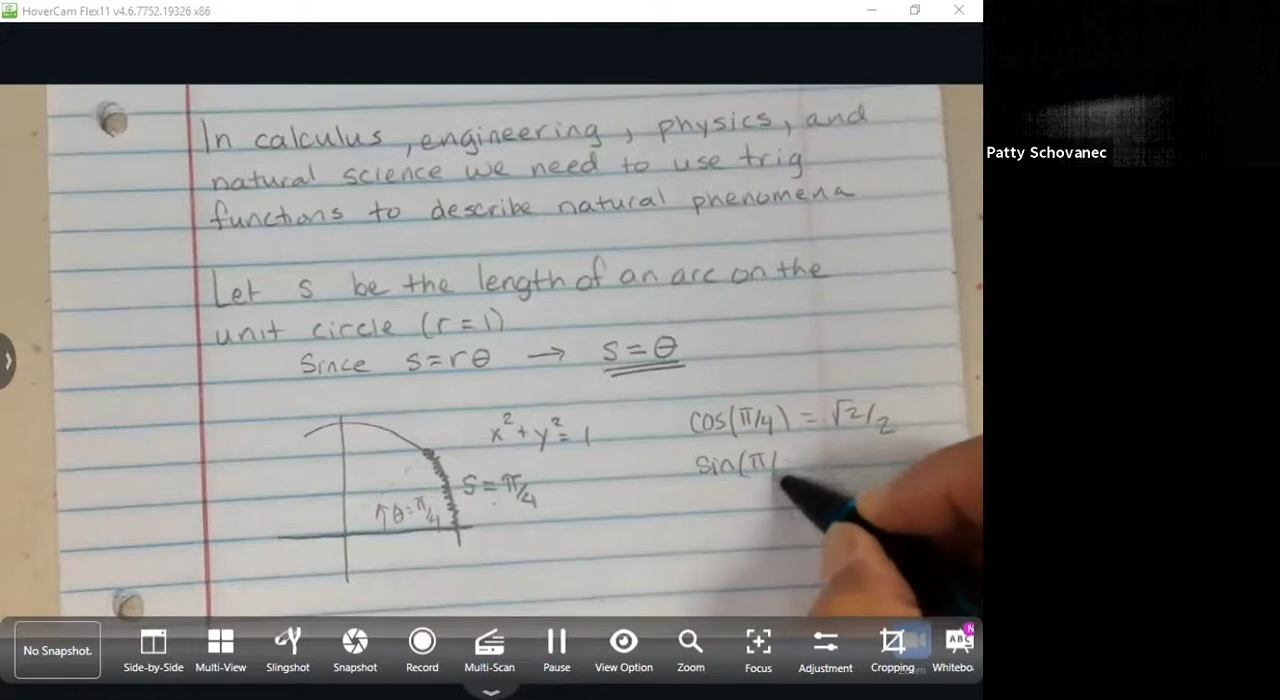 HoverCam Flex11 v4.6.7752.19326 x86
Patty Schovanec
In calculus, engineering, physics, and
natural science we need to use trig
functions to describe natural phenomena
Let s be the length of an arc on the
unit circle (r=1)
Since s=rθ → s=θ
x²+y²=1
s=π/4
θ=π/4
cos(π/4) = √2/2
sin(π/
No Snapshot.
Side-by-Side
Multi-View
Slingshot
Snapshot
Record
Multi-Scan
Pause
View Option
Zoom
Focus
Adjustment
Cropping
Zoom
ABC
N
Whiteboa